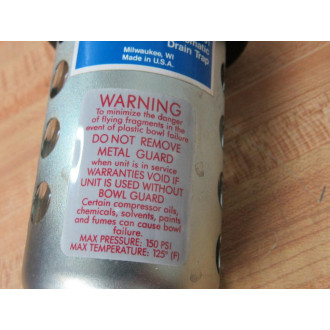 Drain Trap
Milwaukee, WI
Made in U.S.A.
WARNING
To minimize the danger
of flying fragments in the
event of plastic bowl failure
DO NOT REMOVE
METAL GUARD
when unit is in service
WARRANTIES VOID IF
UNIT IS USED WITHOUT
BOWL GUARD
Certain compressor oils,
chemicals, solvents, paints
and fumes can cause bowl
failure.
MAX PRESSURE: 150 PSI
MAX TEMPERATURE: 125° (F)